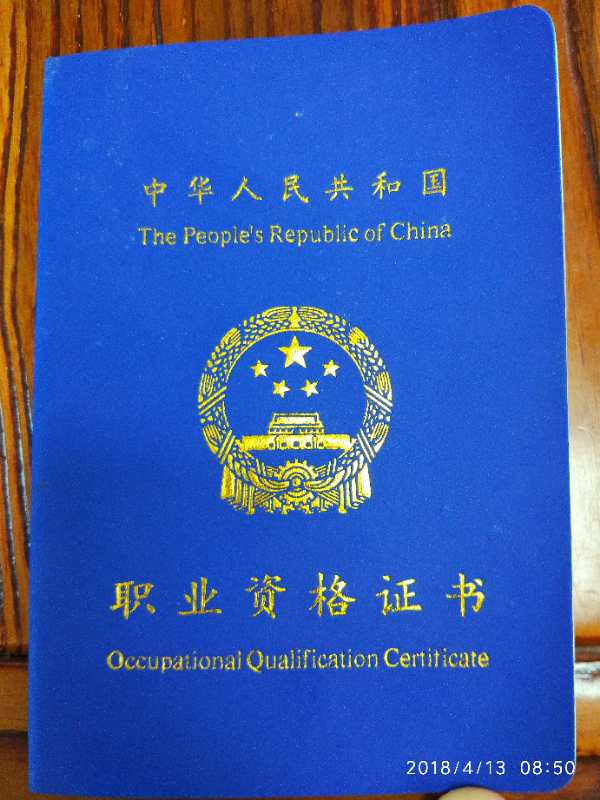 中华人民共和国
The People's Republic of China
职业资格证书
Occupational Qualification Certificate
2018/4/13 08:50